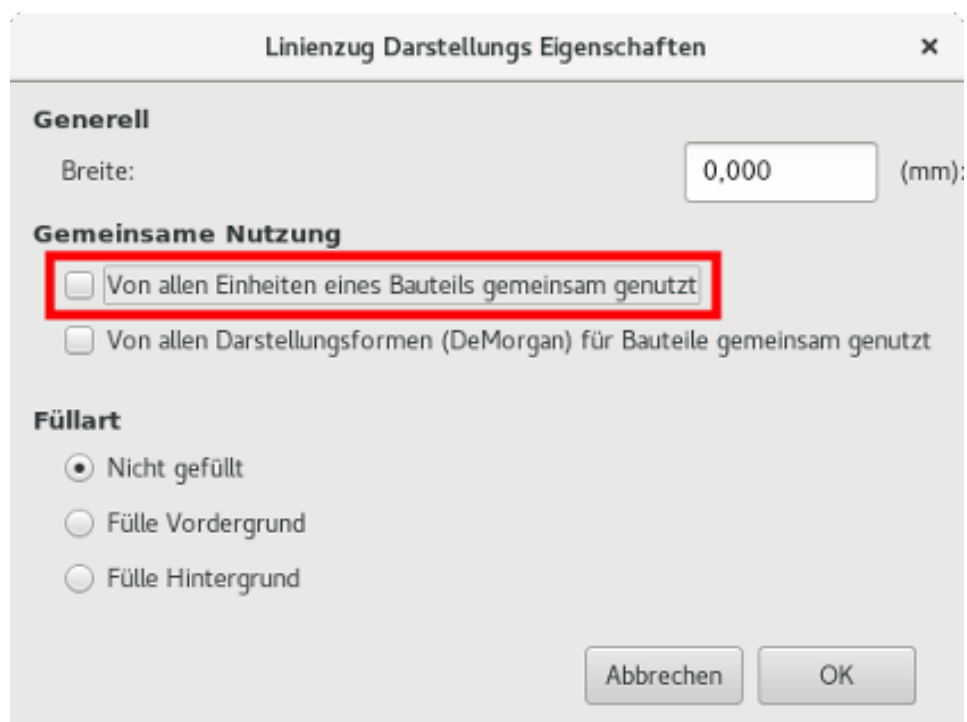 Linienzug Darstellungs Eigenschaften
Generell
Breite: 0,000 (mm):
Gemeinsame Nutzung
Von allen Einheiten eines Bauteils gemeinsam genutzt
Von allen Darstellungsformen (DeMorgan) für Bauteile gemeinsam genutzt
Füllart
Nicht gefüllt
Fülle Vordergrund
Fülle Hintergrund
Abbrechen OK